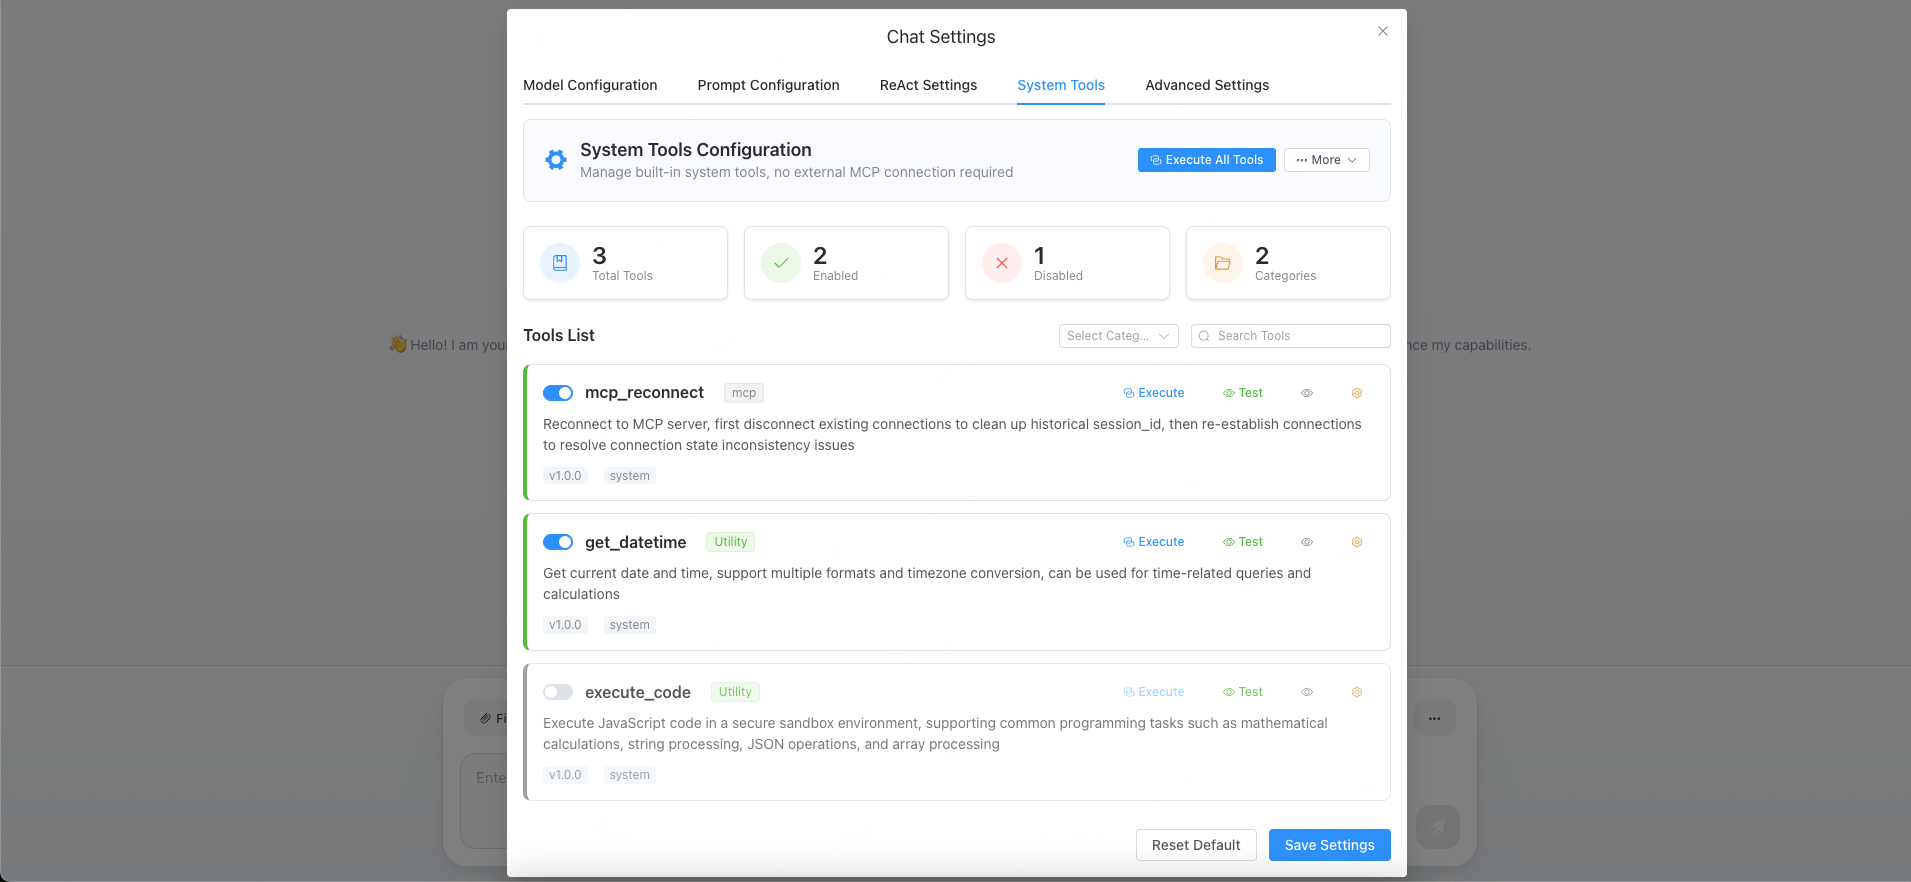 Chat Settings
Model Configuration
Prompt Configuration
ReAct Settings
System Tools
Advanced Settings
System Tools Configuration
Manage built-in system tools, no external MCP connection required
Execute All Tools
More
3
Total Tools
2
Enabled
1
Disabled
2
Categories
Tools List
Select Categ...
Search Tools
Hello! I am you
nce my capabilities.
mcp_reconnect
mcp
Execute
Test
Reconnect to MCP server, first disconnect existing connections to clean up historical session_id, then re-establish connections
to resolve connection state inconsistency issues
v1.0.0
system
get_datetime
Utility
Execute
Test
Get current date and time, support multiple formats and timezone conversion, can be used for time-related queries and
calculations
v1.0.0
system
execute_code
Utility
Execute
Test
Fi
Execute JavaScript code in a secure sandbox environment, supporting common programming tasks such as mathematical
calculations, string processing, JSON operations, and array processing
v1.0.0
system
Ente
Reset Default
Save Settings